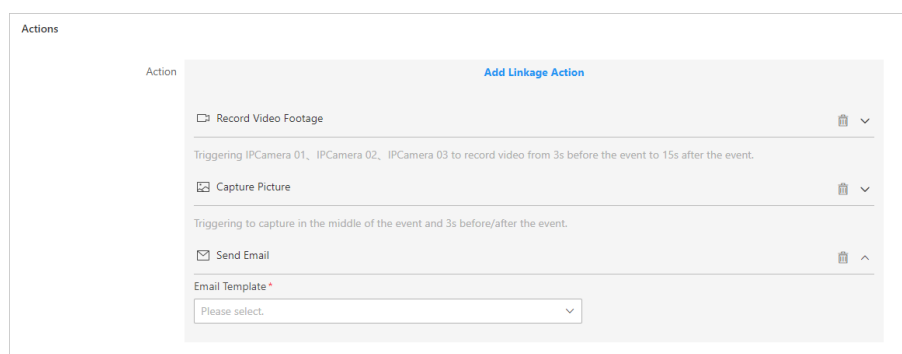 Actions
Action
Add Linkage Action
Record Video Footage
Triggering IPCamera 01、IPCamera 02、IPCamera 03 to record video from 3s before the event to 15s after the event.
Capture Picture
Triggering to capture in the middle of the event and 3s before/after the event.
Send Email
Email Template*
Please select.